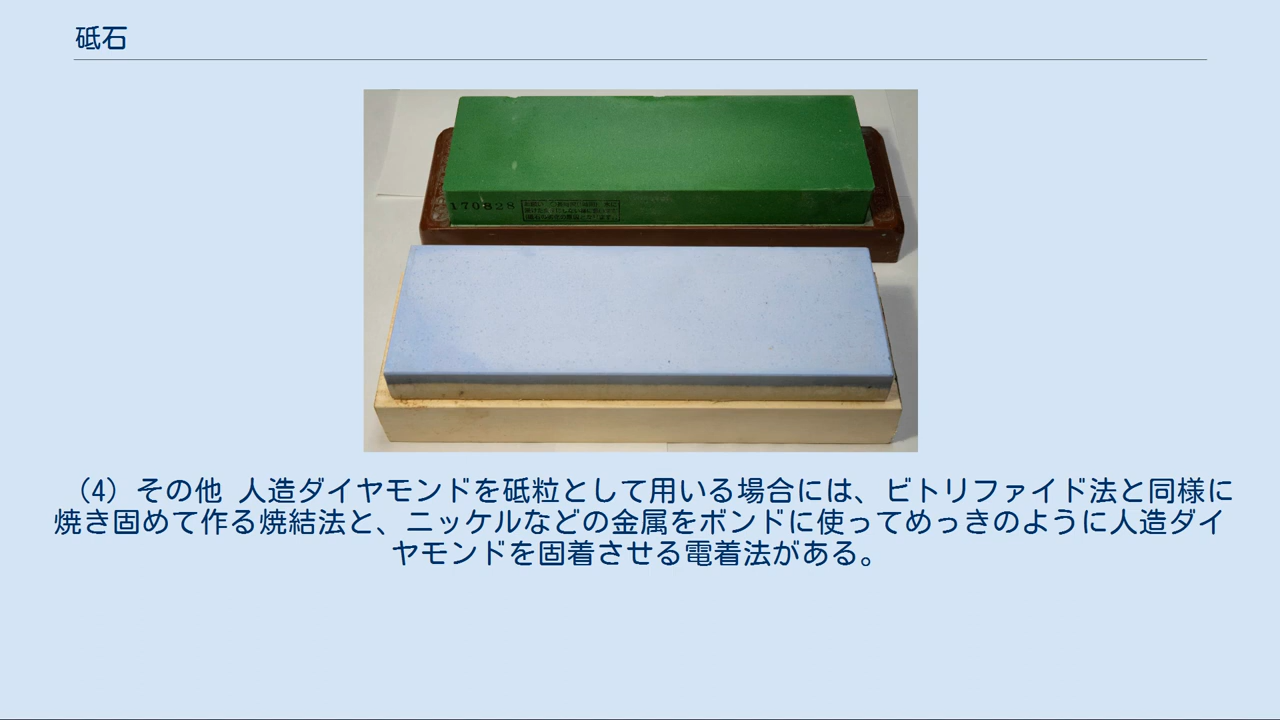 砥石
170828
（4）その他 人造ダイヤモンドを砥粒として用いる場合には、ビトリファイド法と同様に
焼き固めて作る焼結法と、ニッケルなどの金属をボンドに使ってめっきのように人造ダイ
ヤモンドを固着させる電着法がある。